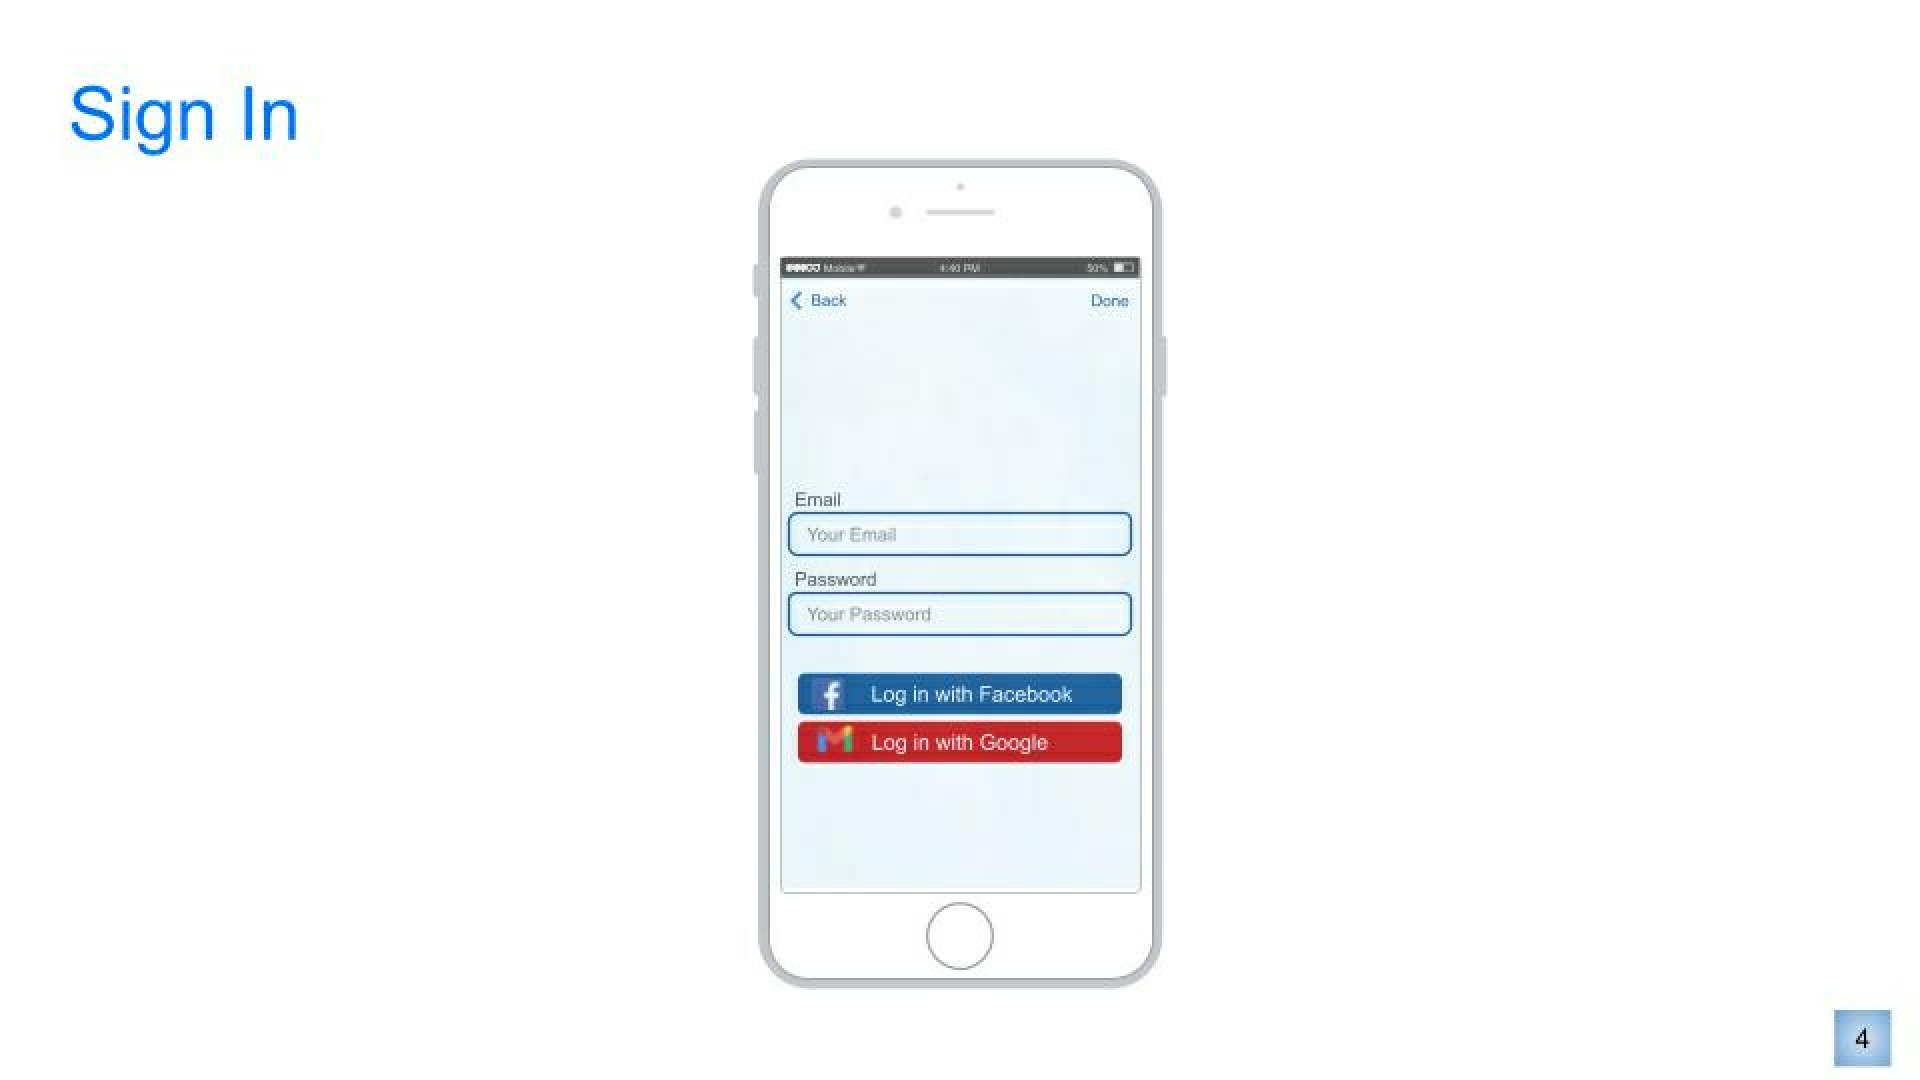 Sign In
Mobile 4:40 PM 50%
Back Done
Email
Your Email
Password
Your Password
f Log in with Facebook
M Log in with Google
4